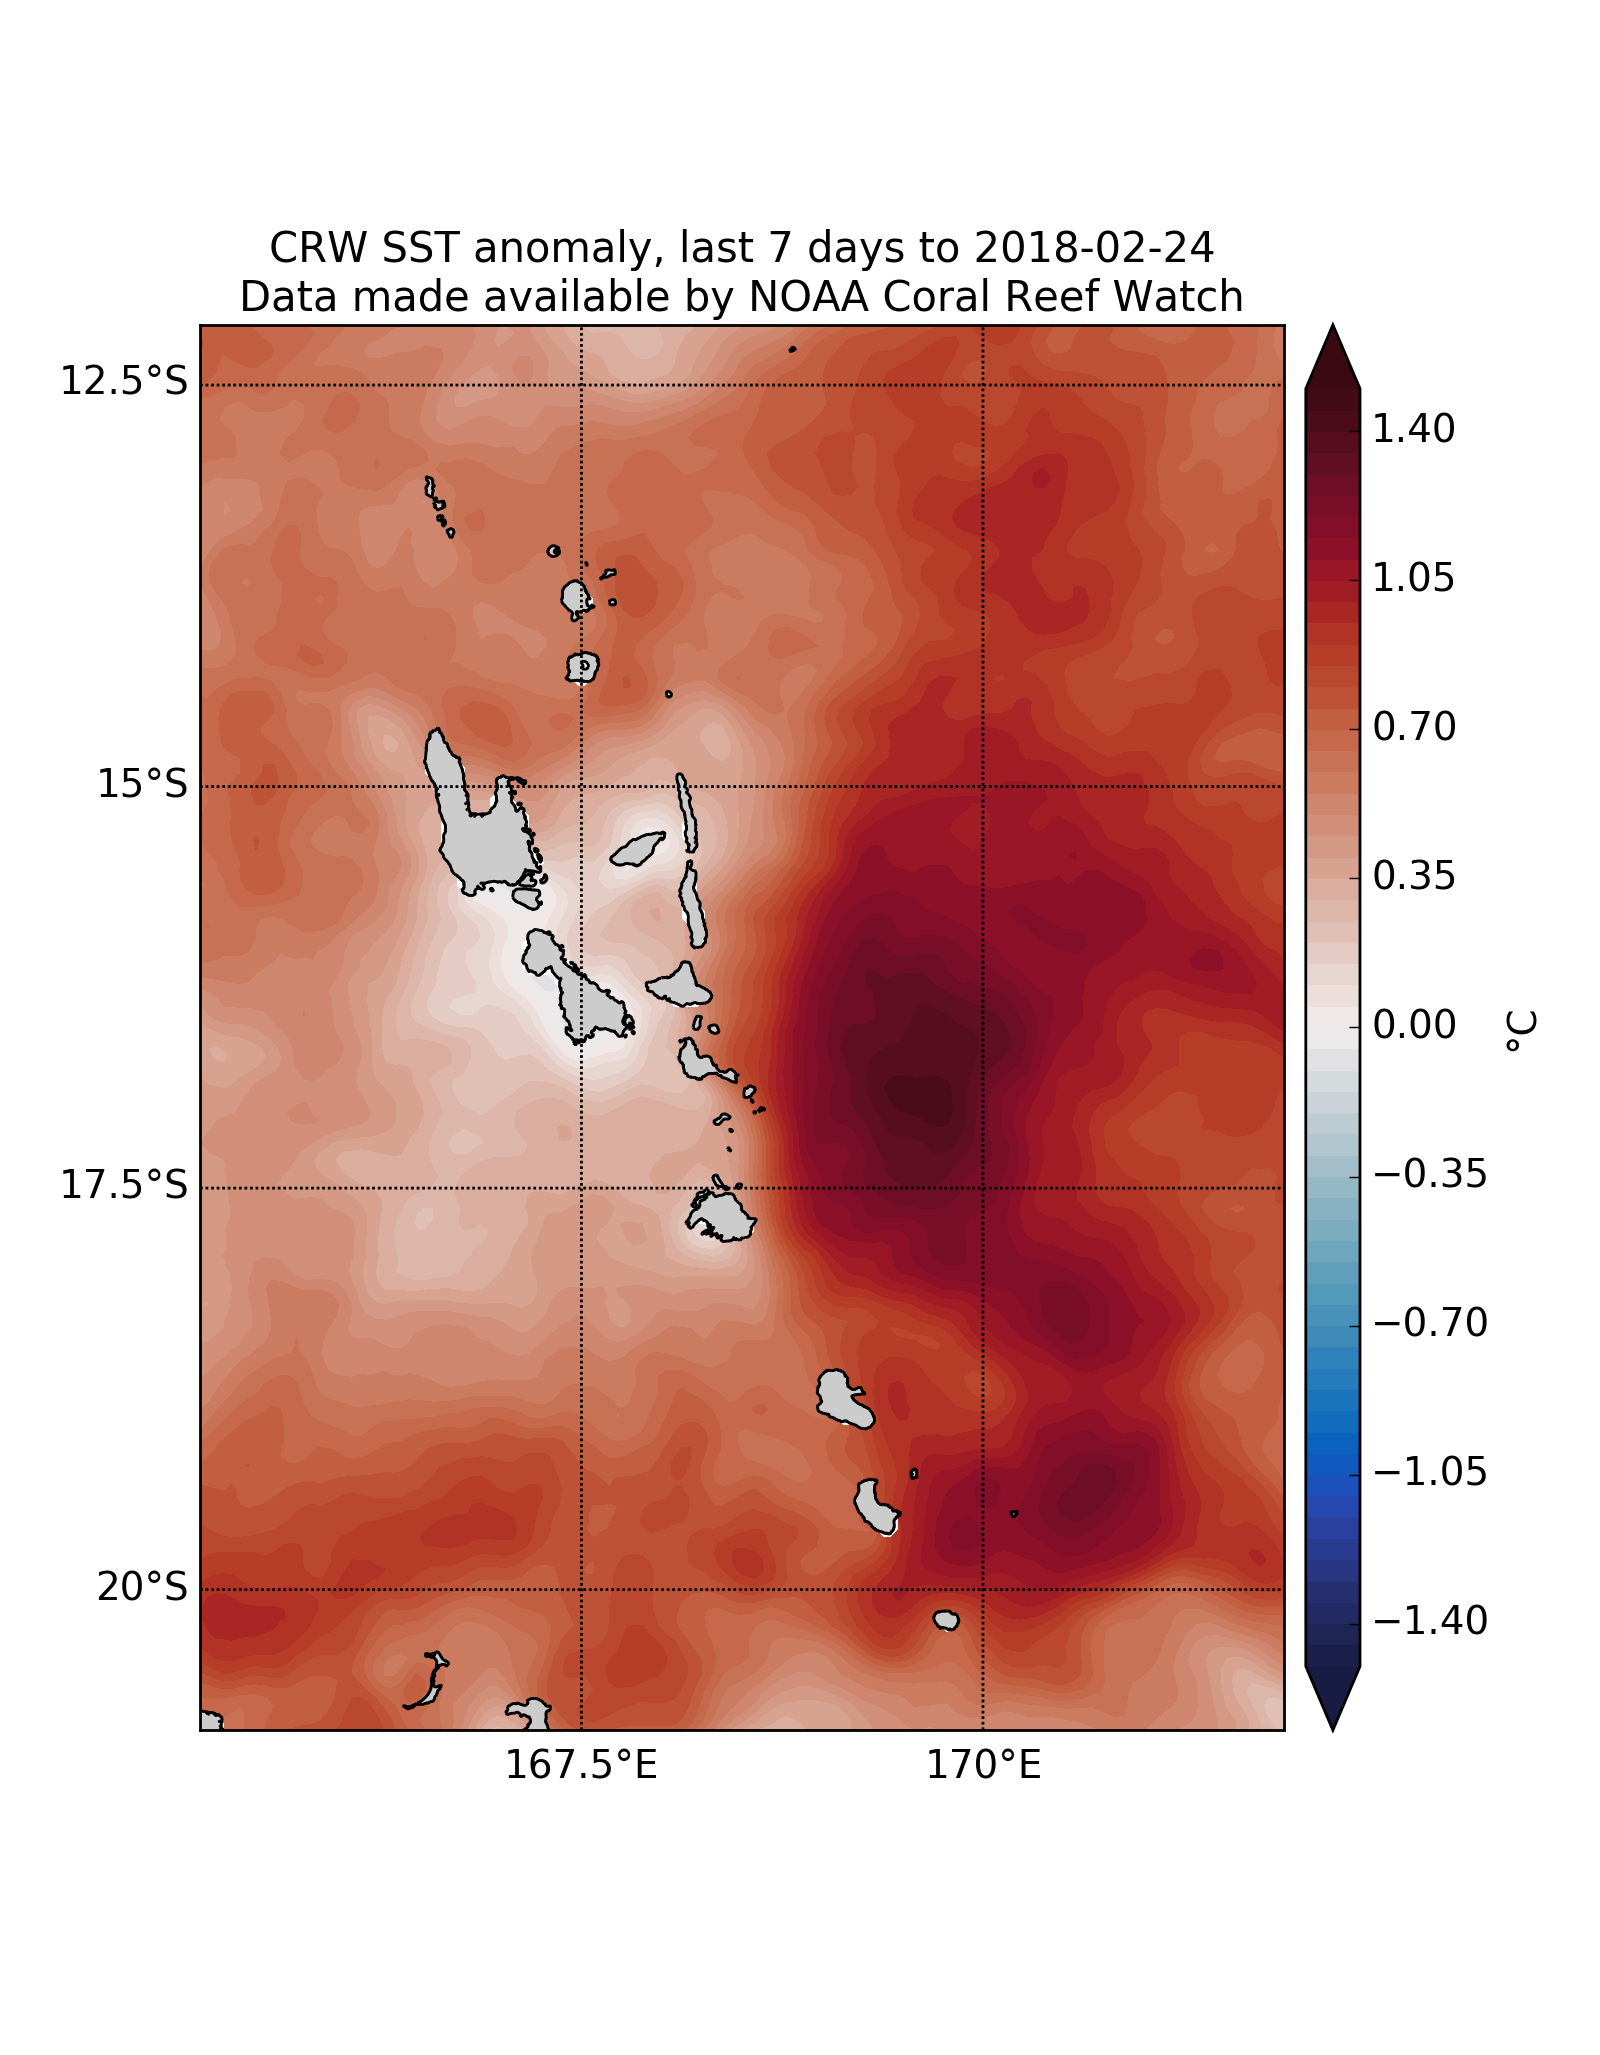 CRW SST anomaly, last 7 days to 2018-02-24
Data made available by NOAA Coral Reef Watch
12.5°S
15°S
17.5°S
20°S
167.5°E
170°E
1.40
1.05
0.70
0.35
0.00
−0.35
−0.70
−1.05
−1.40
°C